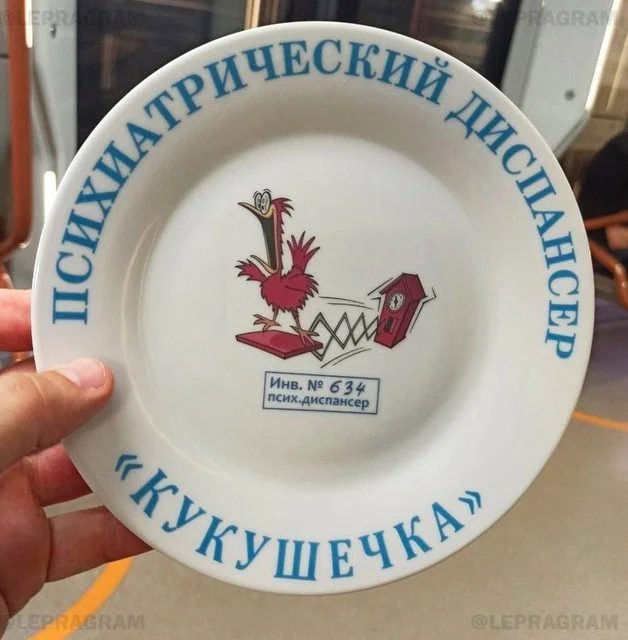 @LEPRAGRAM
@LEPRAGRAM
ПСИХИАТРИЧЕСКИЙ ДИСПАНСЕР
Инв. № 634
псих.диспансер
«КУКУШЕЧКА»
@LEPRAGRAM
@LEPRAGRAM